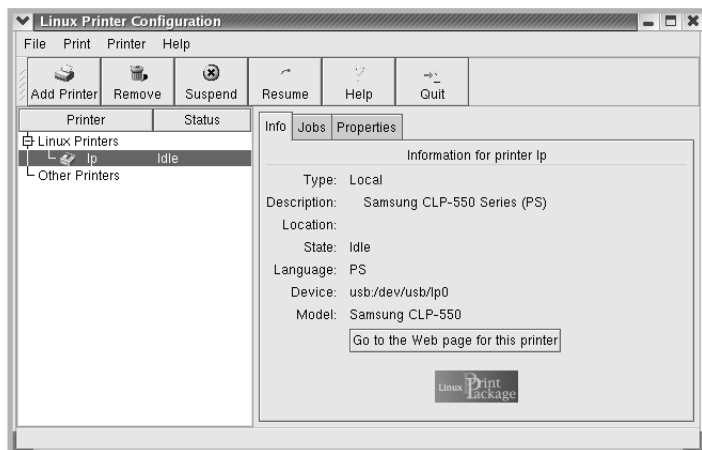 Linux Printer Configuration
File Print Printer Help
Add Printer Remove Suspend Resume Help Quit
Printer Status
Linux Printers
lp Idle
Other Printers
Info Jobs Properties
Information for printer lp
Type: Local
Description: Samsung CLP-550 Series (PS)
Location:
State: Idle
Language: PS
Device: usb:/dev/usb/lp0
Model: Samsung CLP-550
Go to the Web page for this printer
Linux Print Package